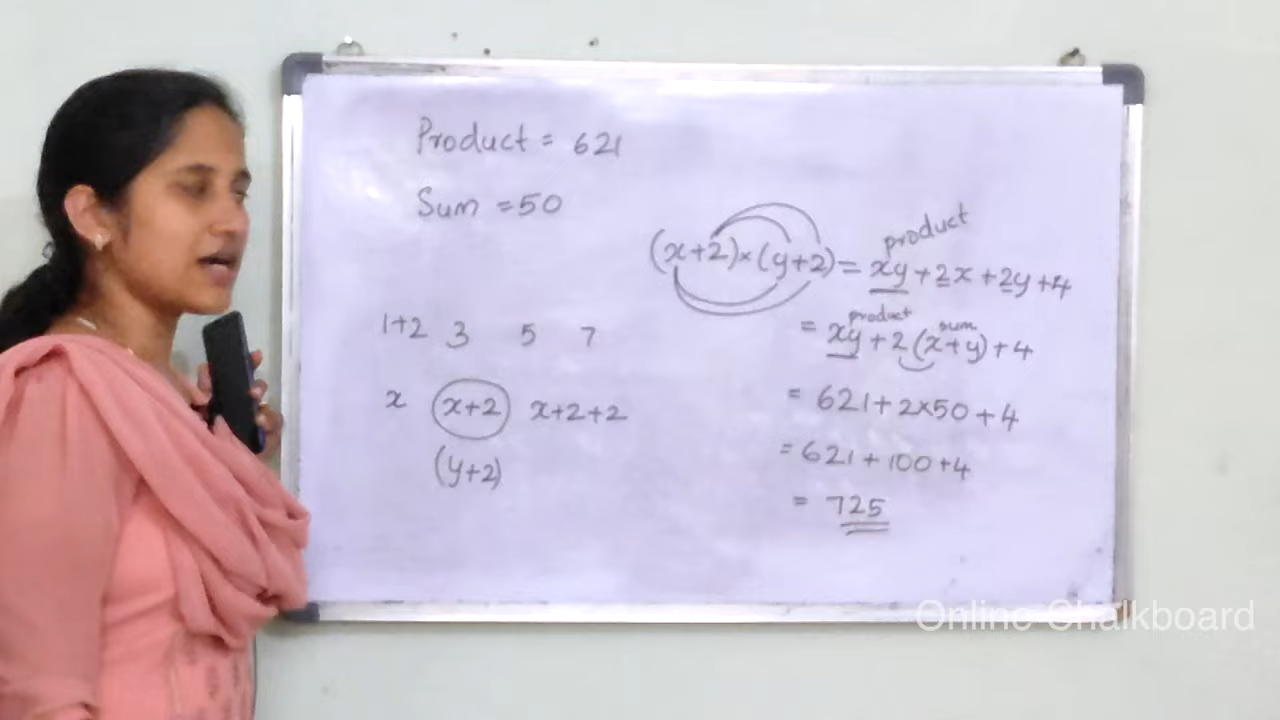 Product = 621
Sum = 50
1+2 3 5 7
x (x+2) x+2+2
(y+2)
product
(x+2)×(y+2) = xy + 2x + 2y + 4
product sum
= xy + 2(x+y) + 4
= 621 + 2×50 + 4
= 621 + 100 + 4
= 725
Online Chalkboard